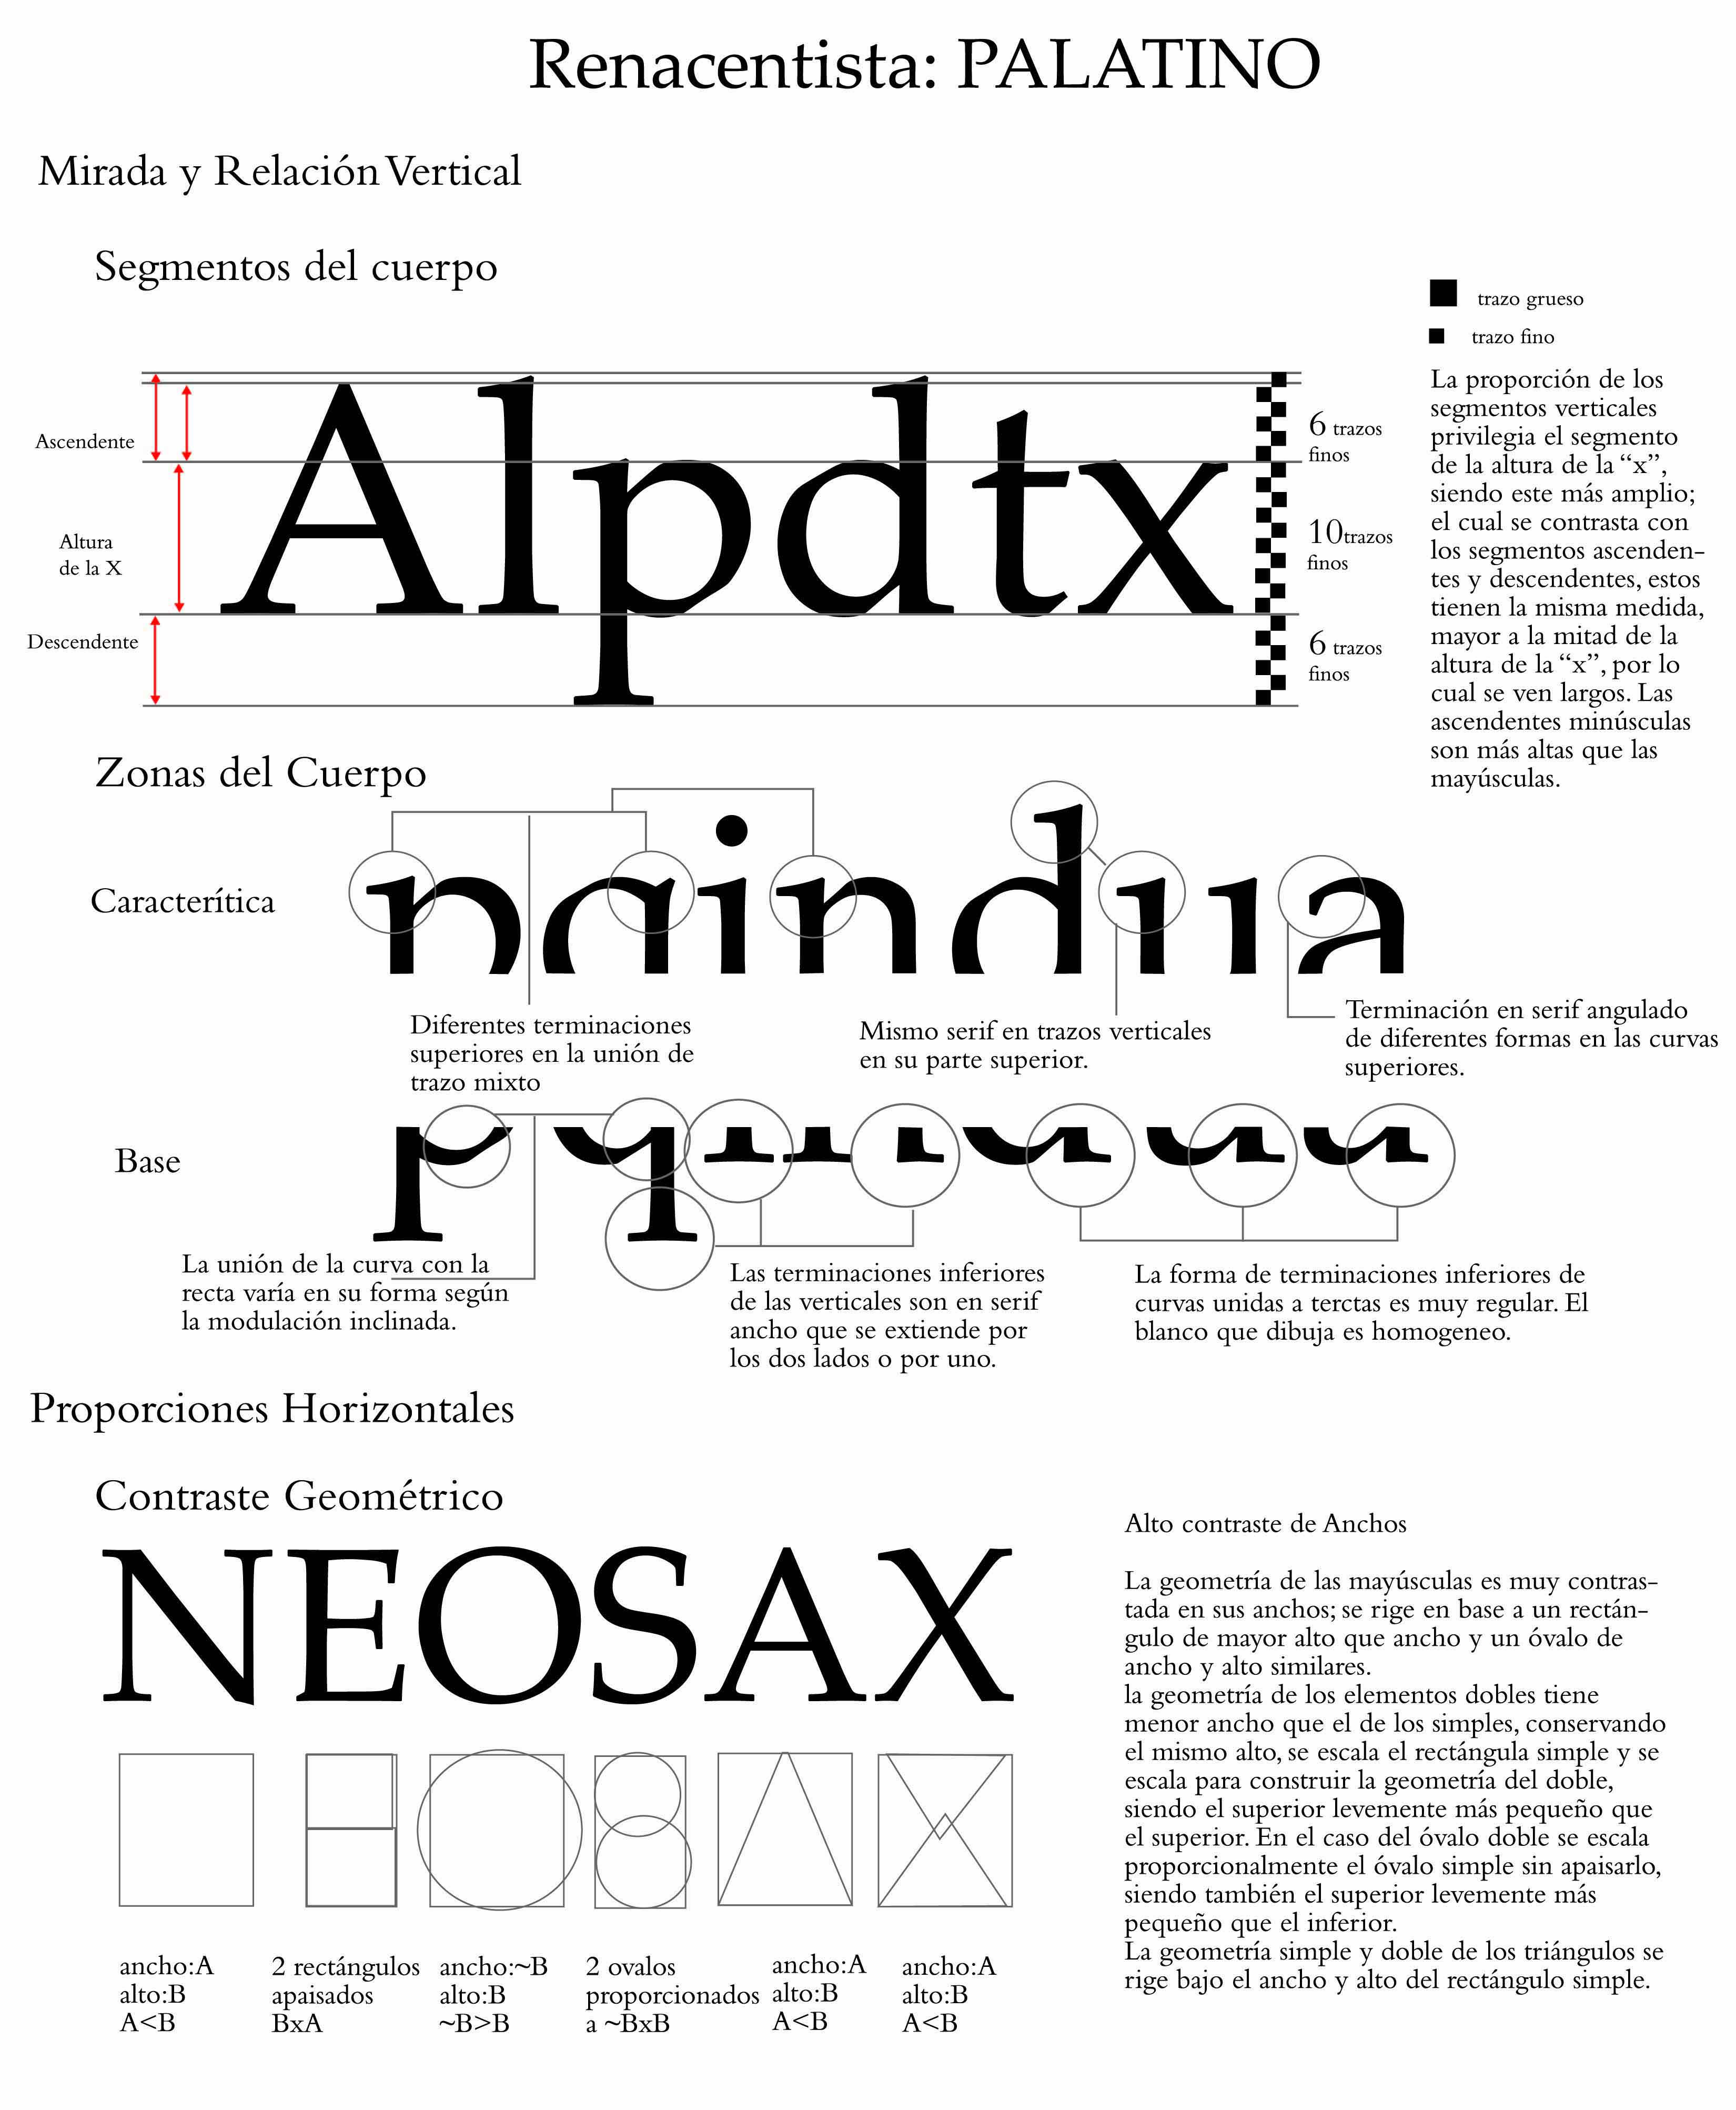 Renacentista: PALATINO
Mirada y Relación Vertical
Segmentos del cuerpo
trazo grueso
trazo fino
Ascendente
Altura
de la X
Descendente
Alpdtx
6 trazos
finos
10trazos
finos
6 trazos
finos
La proporción de los
segmentos verticales
privilegia el segmento
de la altura de la “x”,
siendo este más amplio;
el cual se contrasta con
los segmentos ascenden-
tes y descendentes, estos
tienen la misma medida,
mayor a la mitad de la
altura de la “x”, por lo
cual se ven largos. Las
ascendentes minúsculas
son más altas que las
mayúsculas.
Zonas del Cuerpo
Caracterítica
pqindua
Diferentes terminaciones
superiores en la unión de
trazo mixto
Mismo serif en trazos verticales
en su parte superior.
Terminación en serif angulado
de diferentes formas en las curvas
superiores.
Base
pqindua
La unión de la curva con la
recta varía en su forma según
la modulación inclinada.
Las terminaciones inferiores
de las verticales son en serif
ancho que se extiende por
los dos lados o por uno.
La forma de terminaciones inferiores de
curvas unidas a terctas es muy regular. El
blanco que dibuja es homogeneo.
Proporciones Horizontales
Contraste Geométrico
NEOSAX
ancho:A
alto:B
A<B
2 rectángulos
apaisados
BxA
ancho:~B
alto:B
~B>B
2 ovalos
proporcionados
a ~BxB
ancho:A
alto:B
A<B
ancho:A
alto:B
A<B
Alto contraste de Anchos
La geometría de las mayúsculas es muy contras-
tada en sus anchos; se rige en base a un rectán-
gulo de mayor alto que ancho y un óvalo de
ancho y alto similares.
la geometría de los elementos dobles tiene
menor ancho que el de los simples, conservando
el mismo alto, se escala el rectángula simple y se
escala para construir la geometría del doble,
siendo el superior levemente más pequeño que
el superior. En el caso del óvalo doble se escala
proporcionalmente el óvalo simple sin apaisarlo,
siendo también el superior levemente más
pequeño que el inferior.
La geometría simple y doble de los triángulos se
rige bajo el ancho y alto del rectángulo simple.